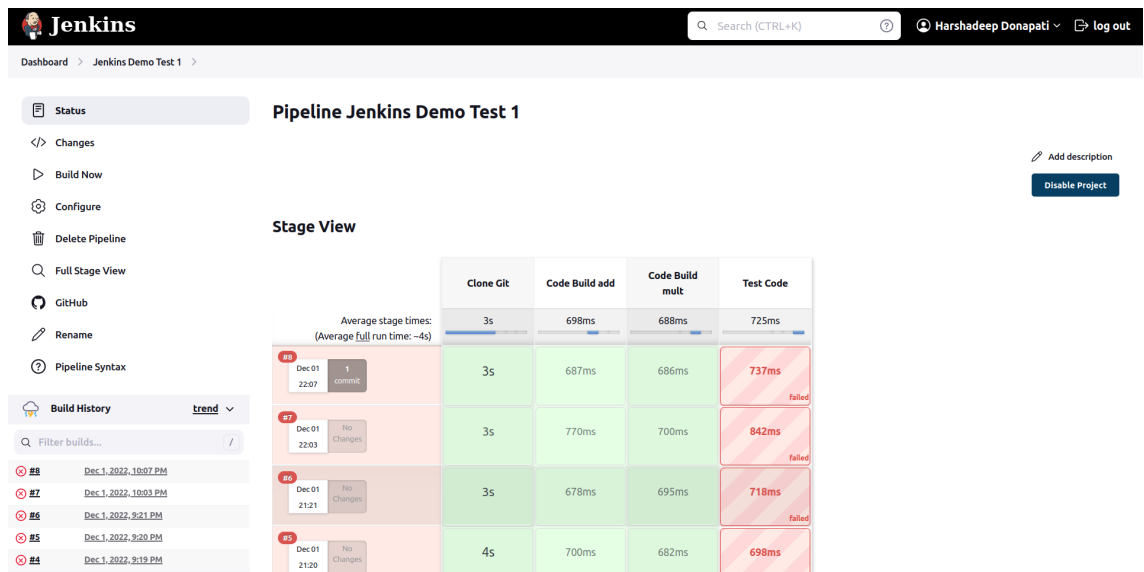 Jenkins
Search (CTRL+K)
Harshadeep Donapati
log out
Dashboard > Jenkins Demo Test 1 >
Status
Changes
Build Now
Configure
Delete Pipeline
Full Stage View
GitHub
Rename
Pipeline Syntax
Build History
trend
Filter builds...
/
#8 Dec 1, 2022, 10:07 PM
#7 Dec 1, 2022, 10:03 PM
#6 Dec 1, 2022, 9:21 PM
#5 Dec 1, 2022, 9:20 PM
#4 Dec 1, 2022, 9:19 PM
Pipeline Jenkins Demo Test 1
Add description
Disable Project
Stage View
Clone Git
Code Build add
Code Build
mult
Test Code
Average stage times:
(Average full run time: ~4s)
3s 698ms 688ms 725ms
#8
Dec 01
22:07
1
commit
3s 687ms 686ms 737ms
failed
#7
Dec 01
22:03
No
Changes
3s 770ms 700ms 842ms
failed
#6
Dec 01
21:21
No
Changes
3s 678ms 695ms 718ms
failed
#5
Dec 01
21:20
No
Changes
4s 700ms 682ms 698ms